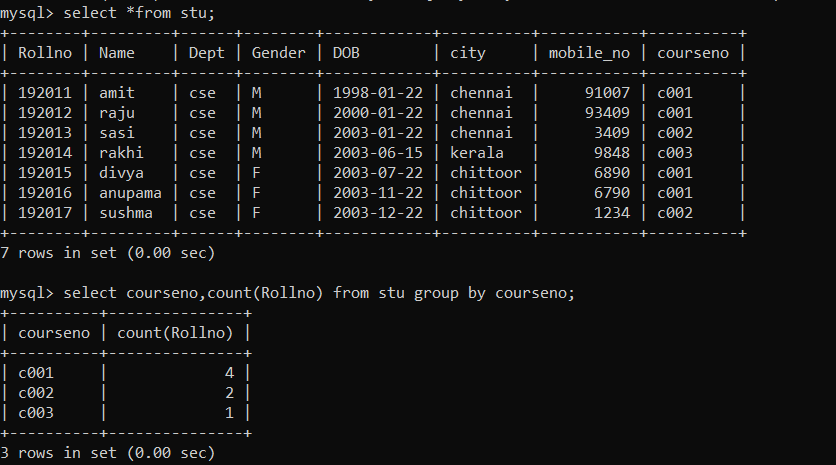 mysql> select *from stu;
+--------+---------+------+--------+------------+----------+-----------+----------+
| Rollno | Name    | Dept | Gender | DOB        | city     | mobile_no | courseno |
+--------+---------+------+--------+------------+----------+-----------+----------+
| 192011 | amit    | cse  | M      | 1998-01-22 | chennai  |     91007 | c001     |
| 192012 | raju    | cse  | M      | 2000-01-22 | chennai  |     93409 | c001     |
| 192013 | sasi    | cse  | M      | 2003-01-22 | chennai  |      3409 | c002     |
| 192014 | rakhi   | cse  | M      | 2003-06-15 | kerala   |      9848 | c003     |
| 192015 | divya   | cse  | F      | 2003-07-22 | chittoor |      6890 | c001     |
| 192016 | anupama | cse  | F      | 2003-11-22 | chittoor |      6790 | c001     |
| 192017 | sushma  | cse  | F      | 2003-12-22 | chittoor |      1234 | c002     |
+--------+---------+------+--------+------------+----------+-----------+----------+
7 rows in set (0.00 sec)
mysql> select courseno,count(Rollno) from stu group by courseno;
+----------+---------------+
| courseno | count(Rollno) |
+----------+---------------+
| c001     |             4 |
| c002     |             2 |
| c003     |             1 |
+----------+---------------+
3 rows in set (0.00 sec)